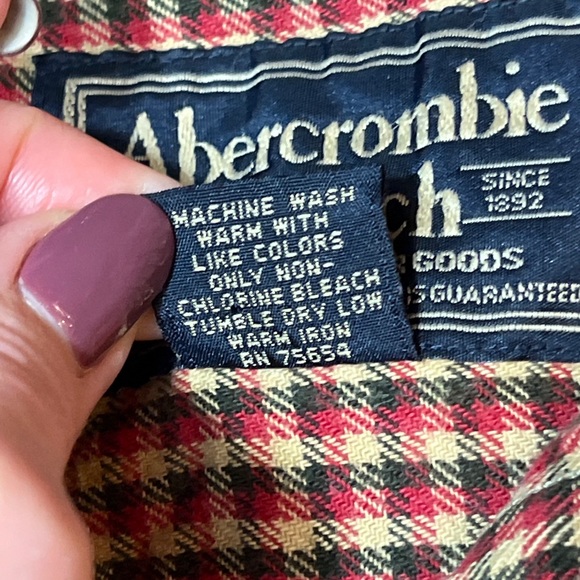 Abercrombie
ch
SINCE
1892
GOODS
GUARANTEED
MACHINE WASH
WARM WITH
LIKE COLORS
ONLY NON-
CHLORINE BLEACH
TUMBLE DRY LOW
WARM IRON
RN 75654